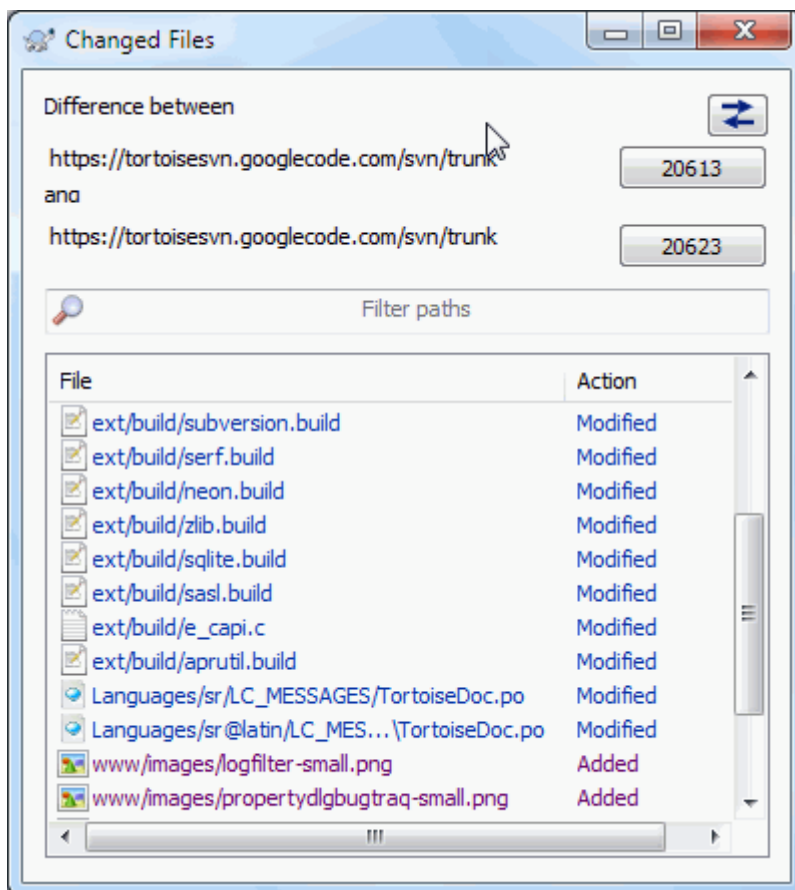 Changed Files
Difference between
https://tortoisesvn.googlecode.com/svn/trunk
20613
and
https://tortoisesvn.googlecode.com/svn/trunk
20623
Filter paths
File Action
ext/build/subversion.build Modified
ext/build/serf.build Modified
ext/build/neon.build Modified
ext/build/zlib.build Modified
ext/build/sqlite.build Modified
ext/build/sasl.build Modified
ext/build/e_capi.c Modified
ext/build/aprutil.build Modified
Languages/sr/LC_MESSAGES/TortoiseDoc.po Modified
Languages/sr@latin/LC_MES...\TortoiseDoc.po Modified
www/images/logfilter-small.png Added
www/images/propertydlgbugtraq-small.png Added